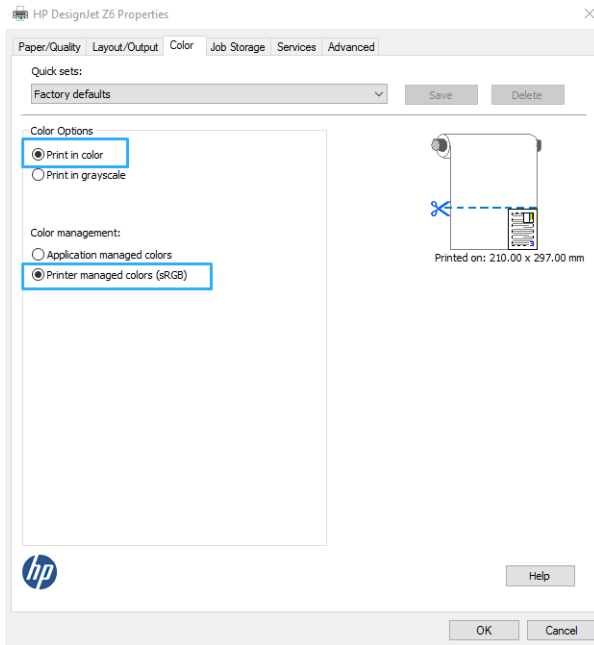 HP DesignJet Z6 Properties
Paper/Quality Layout/Output Color Job Storage Services Advanced
Quick sets:
Factory defaults
Save Delete
Color Options
Print in color
Print in grayscale
Color management:
Application managed colors
Printer managed colors (sRGB)
Printed on: 210.00 x 297.00 mm
hp
Help
OK Cancel